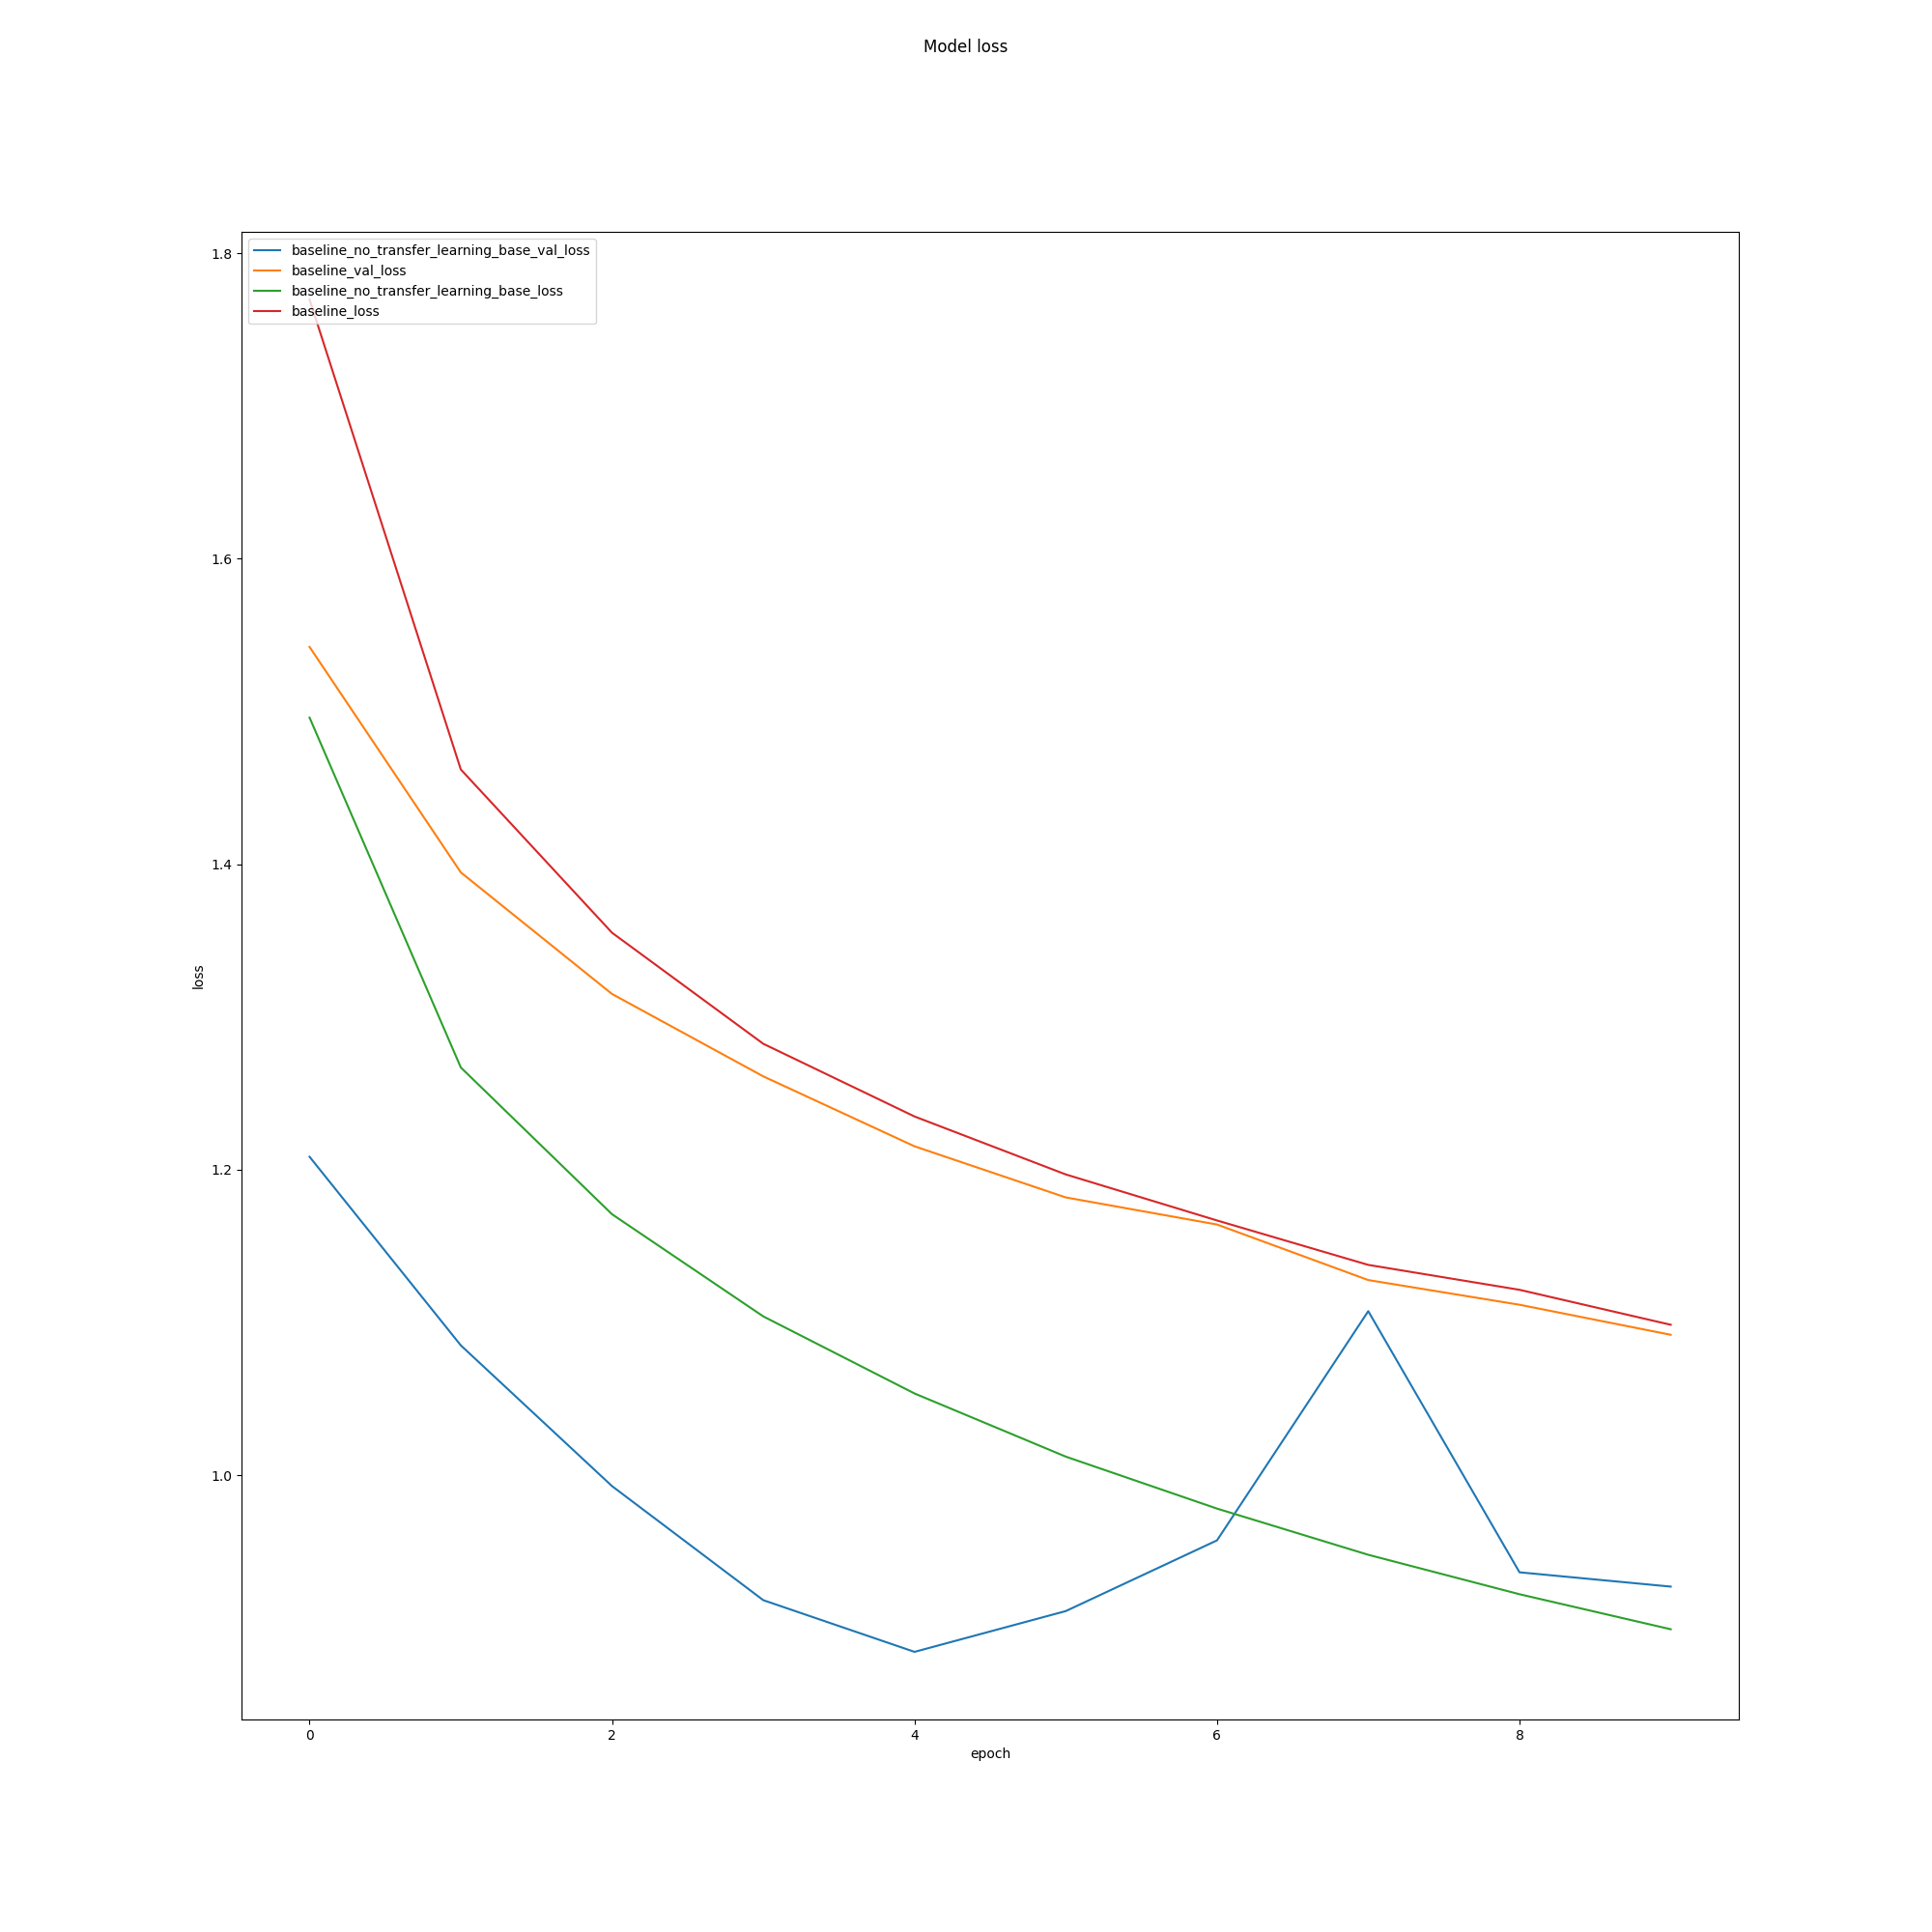 Model loss
baseline_no_transfer_learning_base_val_loss
baseline_val_loss
baseline_no_transfer_learning_base_loss
baseline_loss
1.8
1.6
1.4
1.2
1.0
loss
0 2 4 6 8
epoch